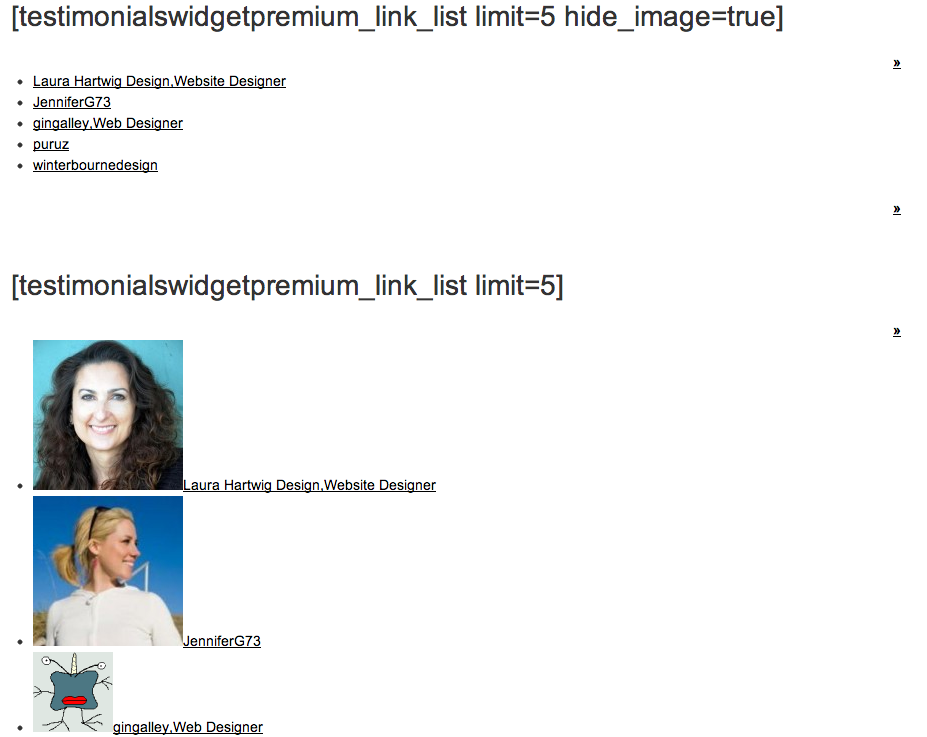 [testimonialswidgetpremium_link_list limit=5 hide_image=true]
»
Laura Hartwig Design,Website Designer
JenniferG73
gingalley,Web Designer
puruz
winterbournedesign
»
[testimonialswidgetpremium_link_list limit=5]
»
Laura Hartwig Design,Website Designer
JenniferG73
gingalley,Web Designer